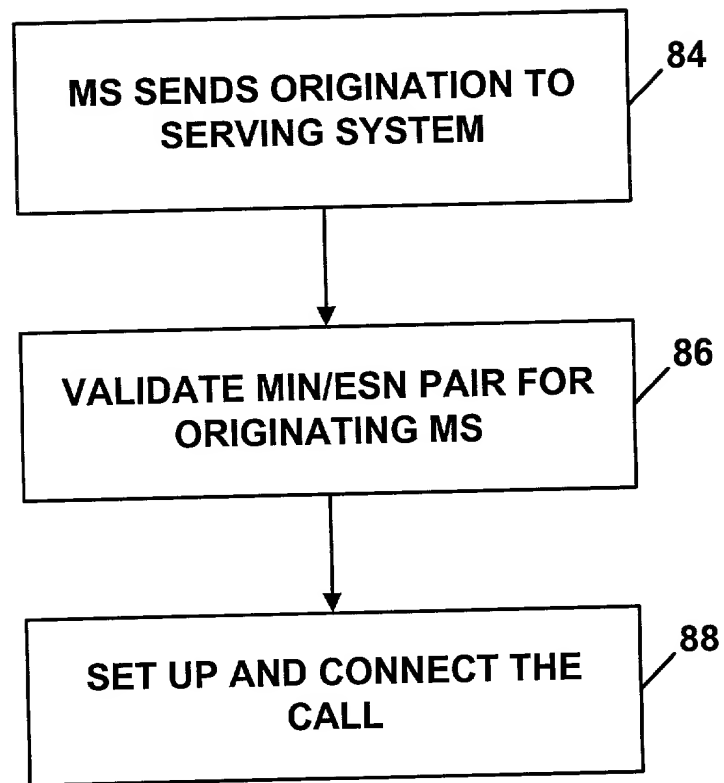 MS SENDS ORIGINATION TO
SERVING SYSTEM
84
VALIDATE MIN/ESN PAIR FOR
ORIGINATING MS
86
SET UP AND CONNECT THE
CALL
88